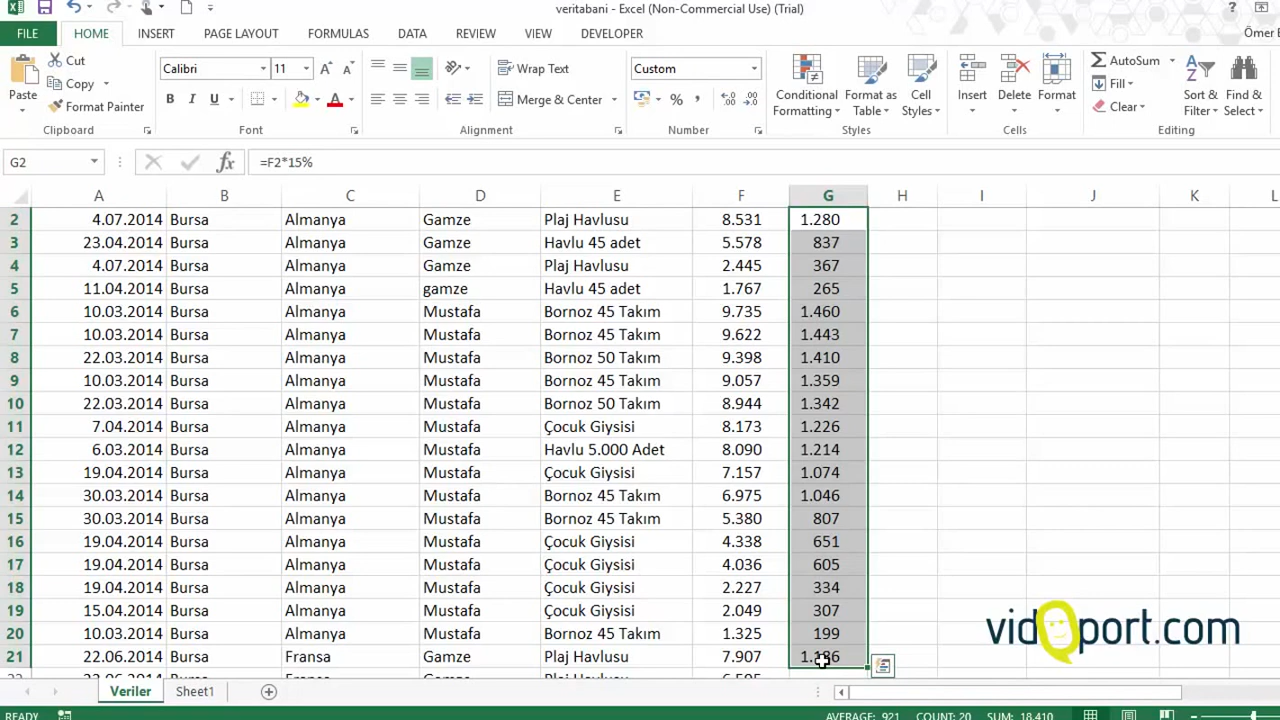 veritabani - Excel (Non-Commercial Use) (Trial)
FILE HOME INSERT PAGE LAYOUT FORMULAS DATA REVIEW VIEW DEVELOPER Ömer
Paste
Cut
Copy
Format Painter
Clipboard
Calibri 11
B I U
Font
Wrap Text
Merge & Center
Alignment
Custom
Number
Conditional Formatting
Format as Table
Cell Styles
Styles
Insert
Delete
Format
Cells
AutoSum
Fill
Clear
Sort & Filter
Find & Select
Editing
G2 fx =F2*15%
A B C D E F G H I J K L
2 4.07.2014 Bursa Almanya Gamze Plaj Havlusu 8.531 1.280
3 23.04.2014 Bursa Almanya Gamze Havlu 45 adet 5.578 837
4 4.07.2014 Bursa Almanya Gamze Plaj Havlusu 2.445 367
5 11.04.2014 Bursa Almanya gamze Havlu 45 adet 1.767 265
6 10.03.2014 Bursa Almanya Mustafa Bornoz 45 Takım 9.735 1.460
7 10.03.2014 Bursa Almanya Mustafa Bornoz 45 Takım 9.622 1.443
8 22.03.2014 Bursa Almanya Mustafa Bornoz 50 Takım 9.398 1.410
9 10.03.2014 Bursa Almanya Mustafa Bornoz 45 Takım 9.057 1.359
10 22.03.2014 Bursa Almanya Mustafa Bornoz 50 Takım 8.944 1.342
11 7.04.2014 Bursa Almanya Mustafa Çocuk Giysisi 8.173 1.226
12 6.03.2014 Bursa Almanya Mustafa Havlu 5.000 Adet 8.090 1.214
13 19.04.2014 Bursa Almanya Mustafa Çocuk Giysisi 7.157 1.074
14 30.03.2014 Bursa Almanya Mustafa Bornoz 45 Takım 6.975 1.046
15 30.03.2014 Bursa Almanya Mustafa Bornoz 45 Takım 5.380 807
16 19.04.2014 Bursa Almanya Mustafa Çocuk Giysisi 4.338 651
17 19.04.2014 Bursa Almanya Mustafa Çocuk Giysisi 4.036 605
18 19.04.2014 Bursa Almanya Mustafa Çocuk Giysisi 2.227 334
19 15.04.2014 Bursa Almanya Mustafa Çocuk Giysisi 2.049 307
20 10.03.2014 Bursa Almanya Mustafa Bornoz 45 Takım 1.325 199
21 22.06.2014 Bursa Fransa Gamze Plaj Havlusu 7.907 1.186
vidoport.com
Veriler Sheet1
READY AVERAGE: 921 COUNT: 20 SUM: 18.410